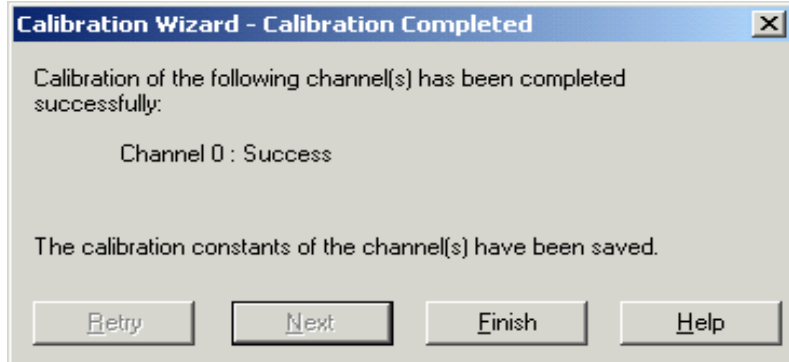 Calibration Wizard - Calibration Completed
Calibration of the following channel(s) has been completed
successfully:
Channel 0 : Success
The calibration constants of the channel(s) have been saved.
Retry Next Finish Help